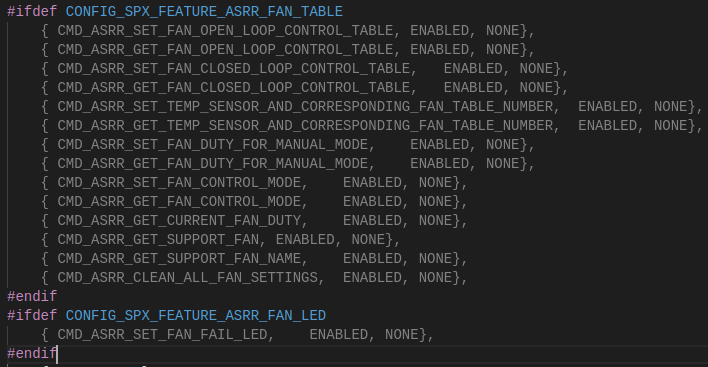 #ifdef CONFIG_SPX_FEATURE_ASRR_FAN_TABLE
    { CMD_ASRR_SET_FAN_OPEN_LOOP_CONTROL_TABLE, ENABLED, NONE},
    { CMD_ASRR_GET_FAN_OPEN_LOOP_CONTROL_TABLE, ENABLED, NONE},
    { CMD_ASRR_SET_FAN_CLOSED_LOOP_CONTROL_TABLE,   ENABLED, NONE},
    { CMD_ASRR_GET_FAN_CLOSED_LOOP_CONTROL_TABLE,   ENABLED, NONE},
    { CMD_ASRR_SET_TEMP_SENSOR_AND_CORRESPONDING_FAN_TABLE_NUMBER,  ENABLED, NONE},
    { CMD_ASRR_GET_TEMP_SENSOR_AND_CORRESPONDING_FAN_TABLE_NUMBER,  ENABLED, NONE},
    { CMD_ASRR_SET_FAN_DUTY_FOR_MANUAL_MODE,    ENABLED, NONE},
    { CMD_ASRR_GET_FAN_DUTY_FOR_MANUAL_MODE,    ENABLED, NONE},
    { CMD_ASRR_SET_FAN_CONTROL_MODE,    ENABLED, NONE},
    { CMD_ASRR_GET_FAN_CONTROL_MODE,    ENABLED, NONE},
    { CMD_ASRR_GET_CURRENT_FAN_DUTY,    ENABLED, NONE},
    { CMD_ASRR_GET_SUPPORT_FAN, ENABLED, NONE},
    { CMD_ASRR_GET_SUPPORT_FAN_NAME,    ENABLED, NONE},
    { CMD_ASRR_CLEAN_ALL_FAN_SETTINGS,  ENABLED, NONE},
#endif
#ifdef CONFIG_SPX_FEATURE_ASRR_FAN_LED
    { CMD_ASRR_SET_FAN_FAIL_LED,    ENABLED, NONE},
#endif